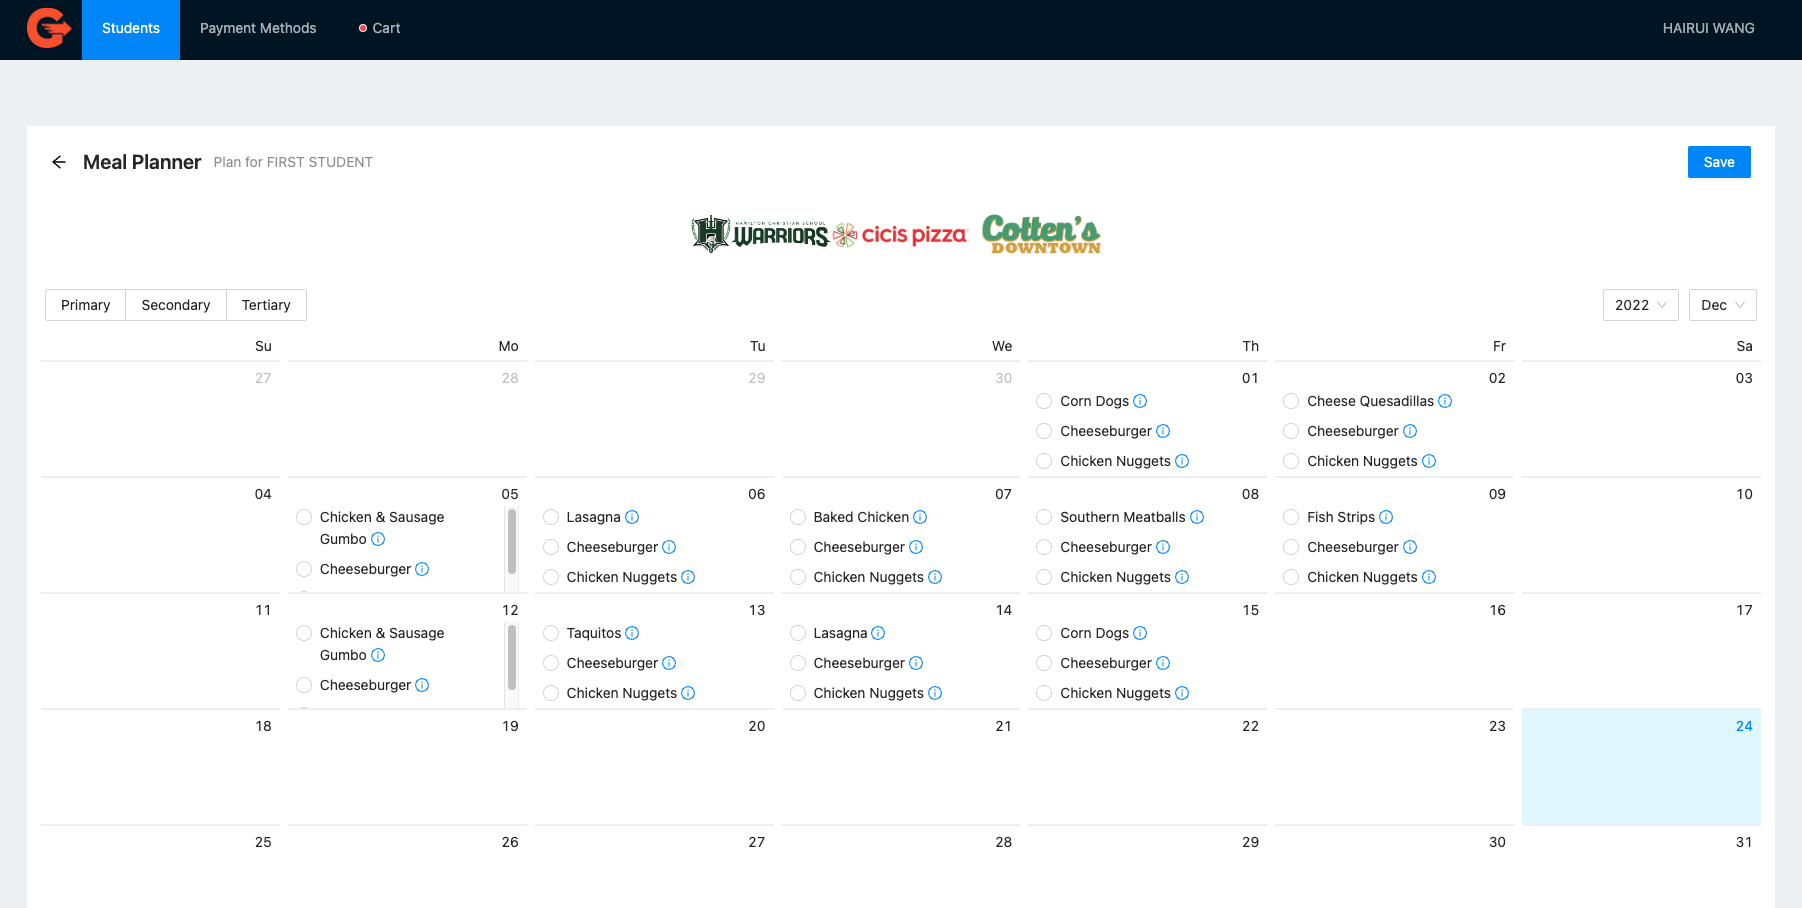 Students Payment Methods Cart HAIRUI WANG
Meal Planner Plan for FIRST STUDENT Save
HAMILTON CHRISTIAN SCHOOL
WARRIORS cicis pizza Cotten's
DOWNTOWN
Primary Secondary Tertiary 2022 Dec
Su Mo Tu We Th Fr Sa
27 28 29 30 01 02 03
Corn Dogs Cheese Quesadillas
Cheeseburger Cheeseburger
Chicken Nuggets Chicken Nuggets
04 05 06 07 08 09 10
Chicken & Sausage Lasagna Baked Chicken Southern Meatballs Fish Strips
Gumbo Cheeseburger Cheeseburger Cheeseburger Cheeseburger
Cheeseburger Chicken Nuggets Chicken Nuggets Chicken Nuggets Chicken Nuggets
11 12 13 14 15 16 17
Chicken & Sausage Taquitos Lasagna Corn Dogs
Gumbo Cheeseburger Cheeseburger Cheeseburger
Cheeseburger Chicken Nuggets Chicken Nuggets Chicken Nuggets
18 19 20 21 22 23 24
25 26 27 28 29 30 31